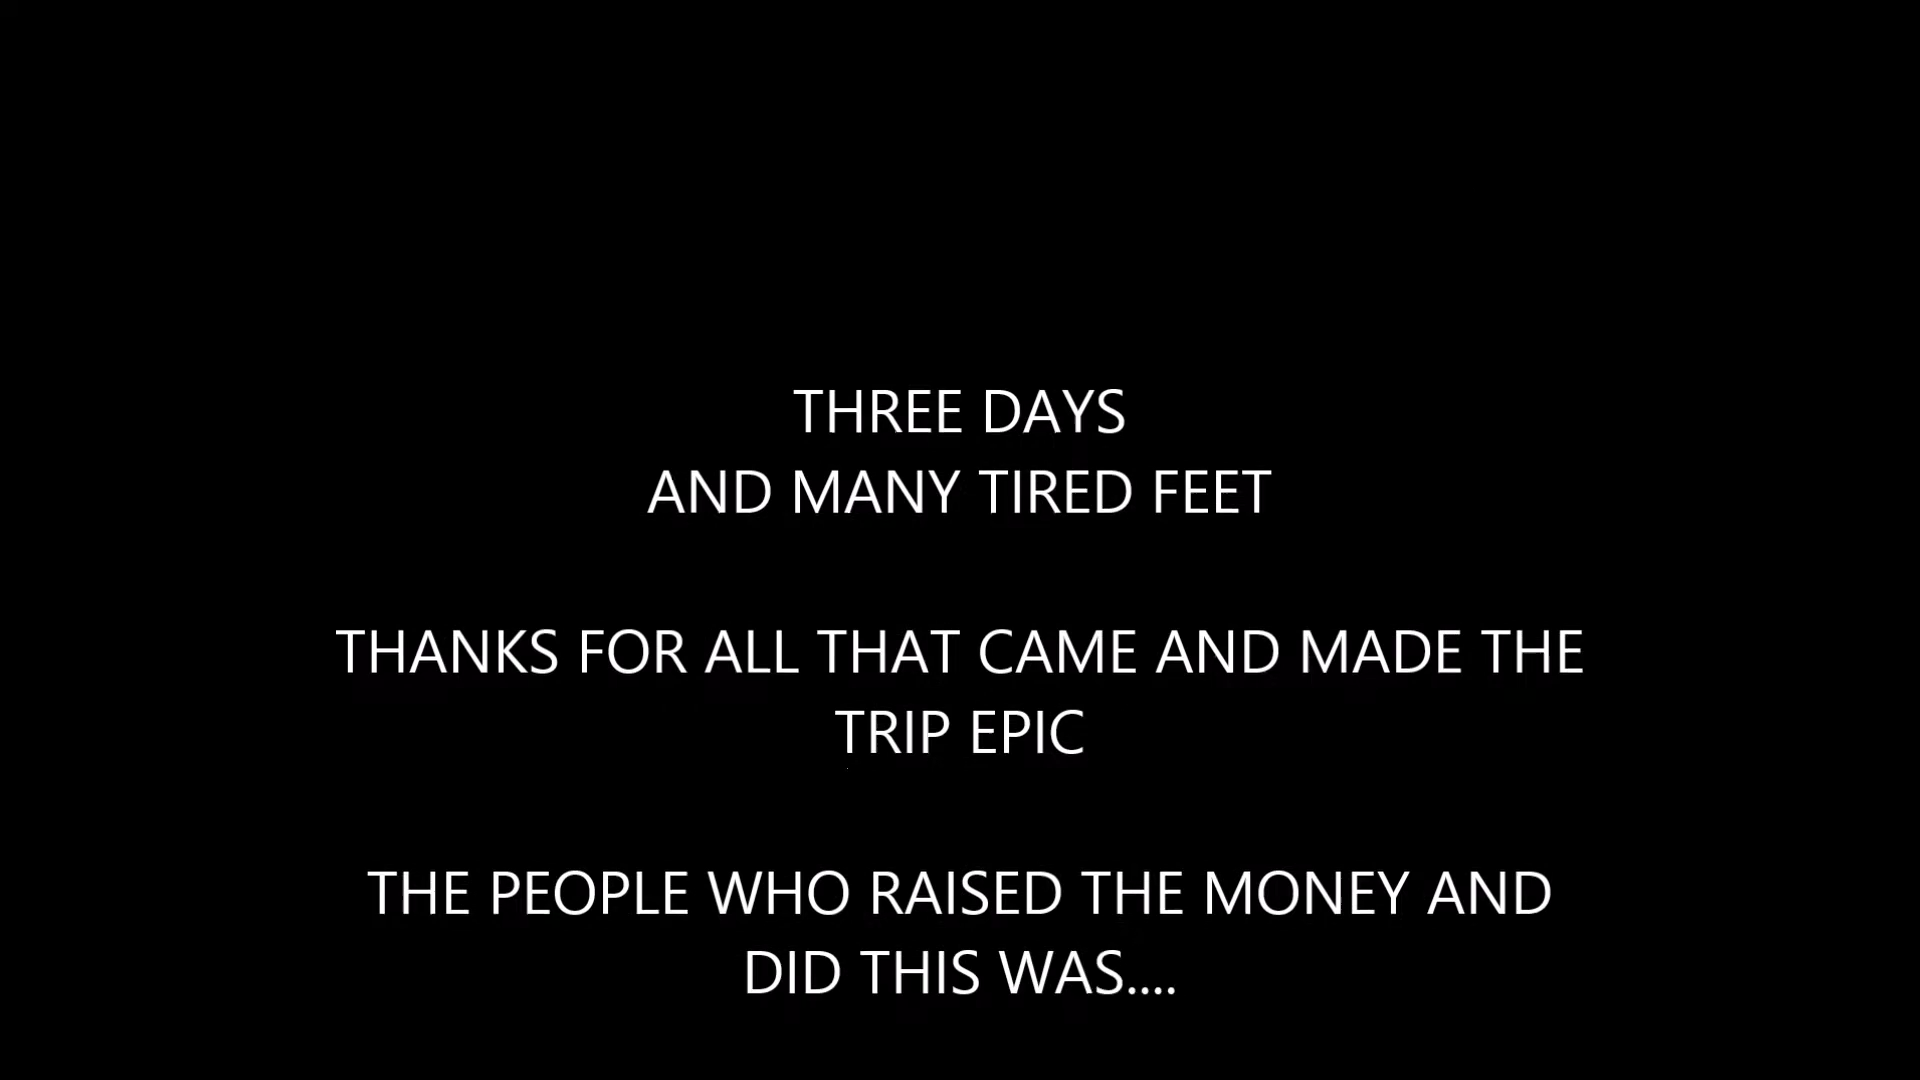 THREE DAYS
AND MANY TIRED FEET
THANKS FOR ALL THAT CAME AND MADE THE
TRIP EPIC
THE PEOPLE WHO RAISED THE MONEY AND
DID THIS WAS....